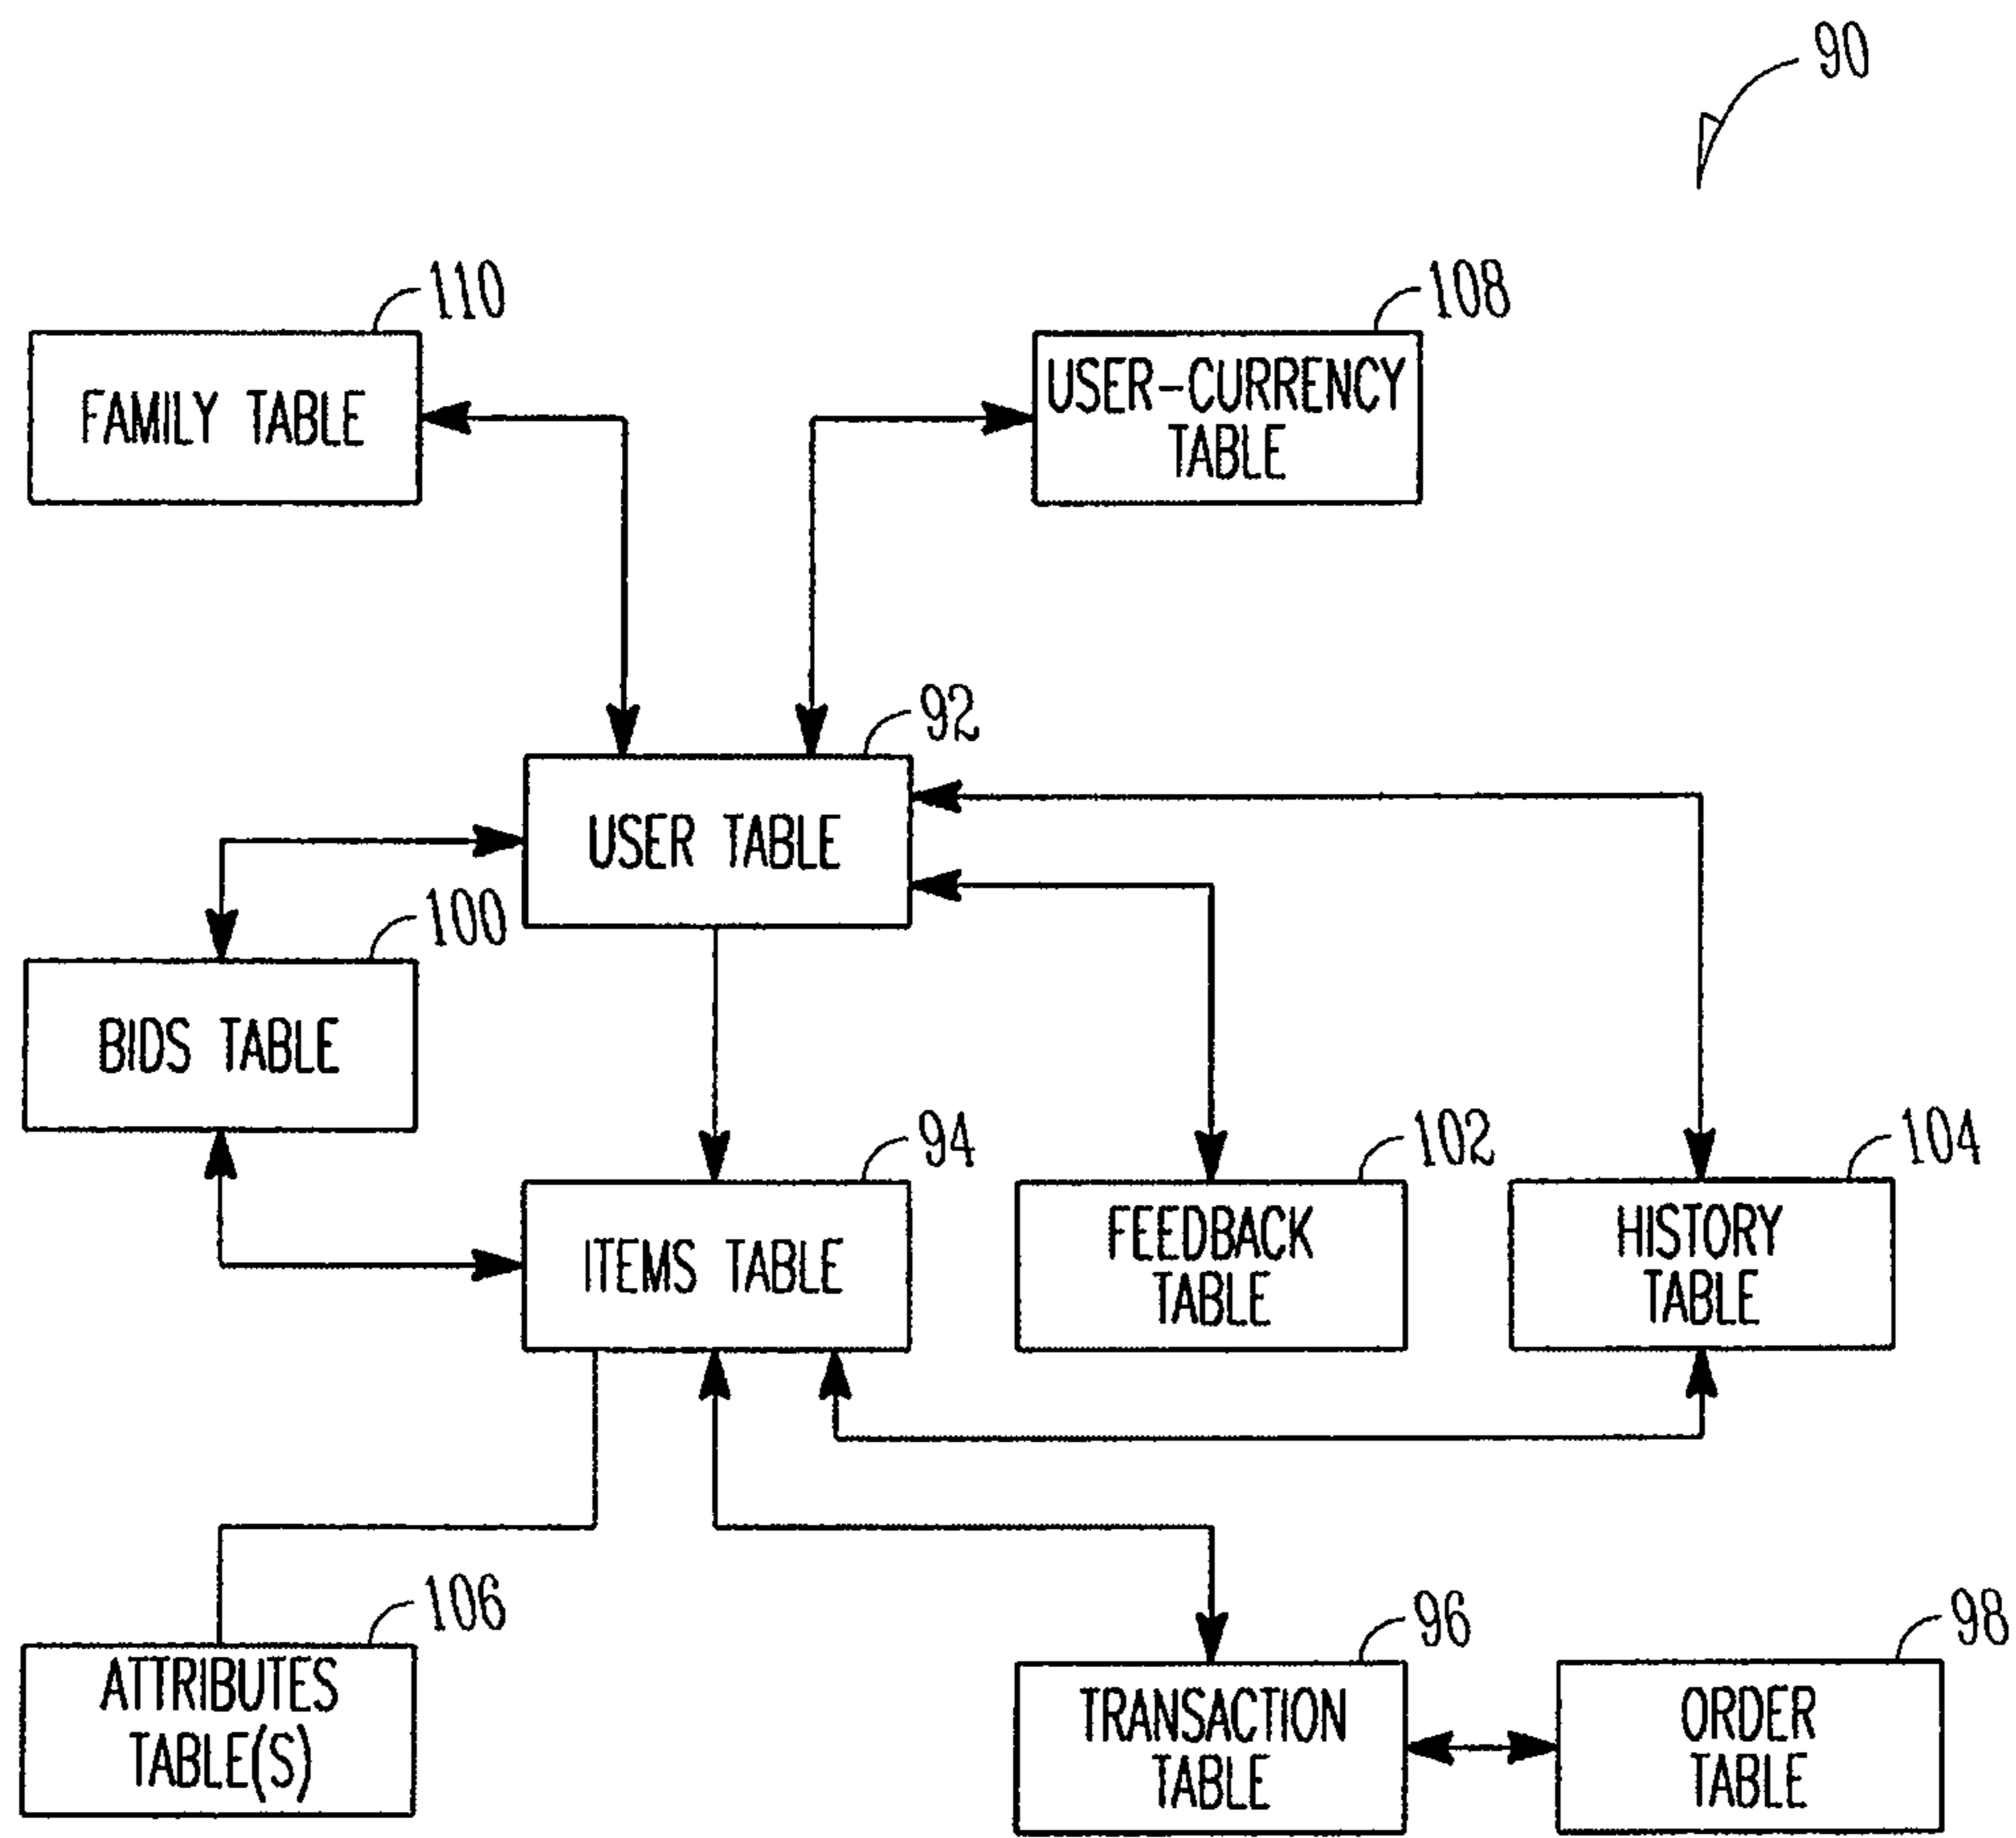 90
110
108
FAMILY TABLE
USER-CURRENCY
TABLE
92
USER TABLE
100
BIDS TABLE
94
102
104
ITEMS TABLE
FEEDBACK
TABLE
HISTORY
TABLE
106
96
98
ATTRIBUTES
TABLE(S)
TRANSACTION
TABLE
ORDER
TABLE